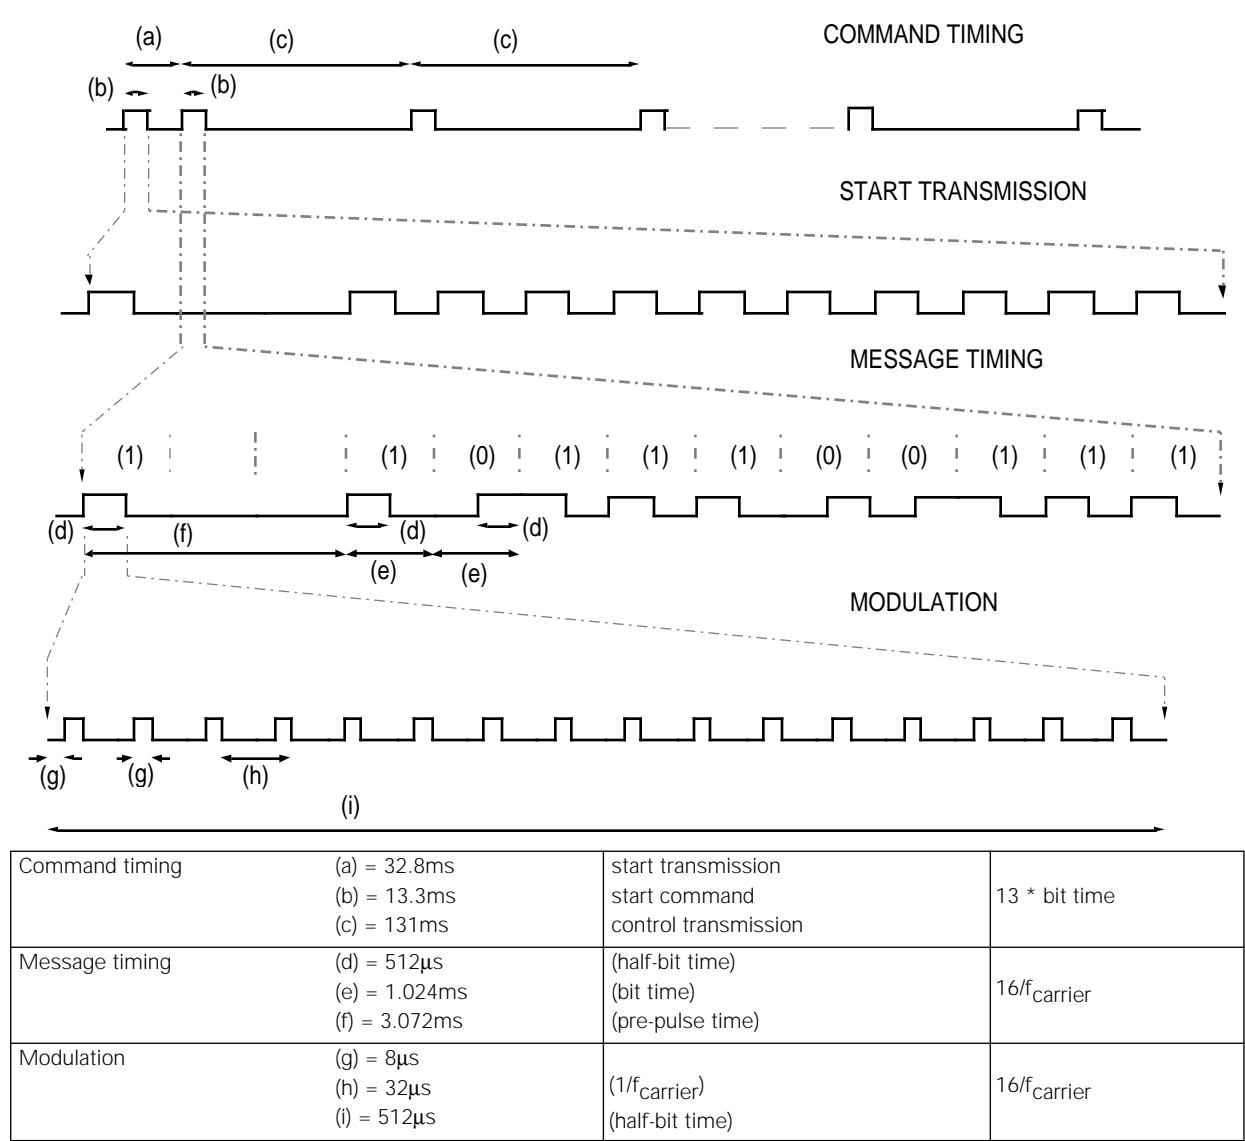 (a) (c) (c) COMMAND TIMING
(b) (b)
START TRANSMISSION
MESSAGE TIMING
(1) (1) (0) (1) (1) (1) (0) (0) (1) (1) (1)
(d) (f) (d) (d)
(e) (e)
MODULATION
(g) (g) (h)
(i)
Command timing (a) = 32.8ms start transmission
(b) = 13.3ms start command 13 * bit time
(c) = 131ms control transmission
Message timing (d) = 512μs (half-bit time)
(e) = 1.024ms (bit time) 16/fcarrier
(f) = 3.072ms (pre-pulse time)
Modulation (g) = 8μs
(h) = 32μs (1/fcarrier) 16/fcarrier
(i) = 512μs (half-bit time)